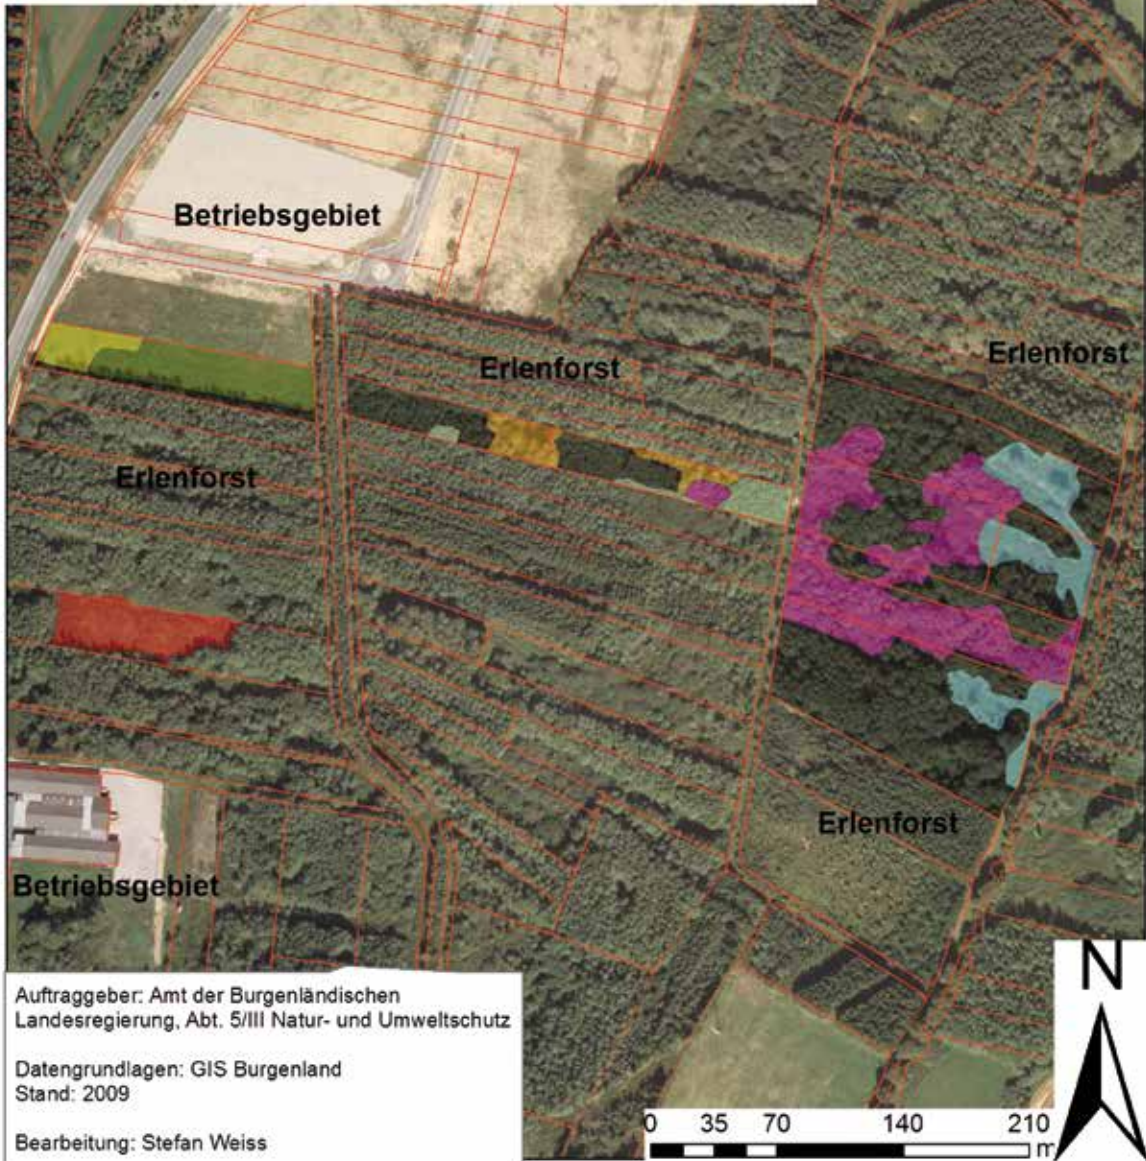 Betriebsgebiet
Erlenforst
Erlenforst
Erlenforst
Erlenforst
Betriebsgebiet
Auftraggeber: Amt der Burgenländischen
Landesregierung, Abt. 5/III Natur- und Umweltschutz
Datengrundlagen: GIS Burgenland
Stand: 2009
Bearbeitung: Stefan Weiss
N
0 35 70 140 210
m